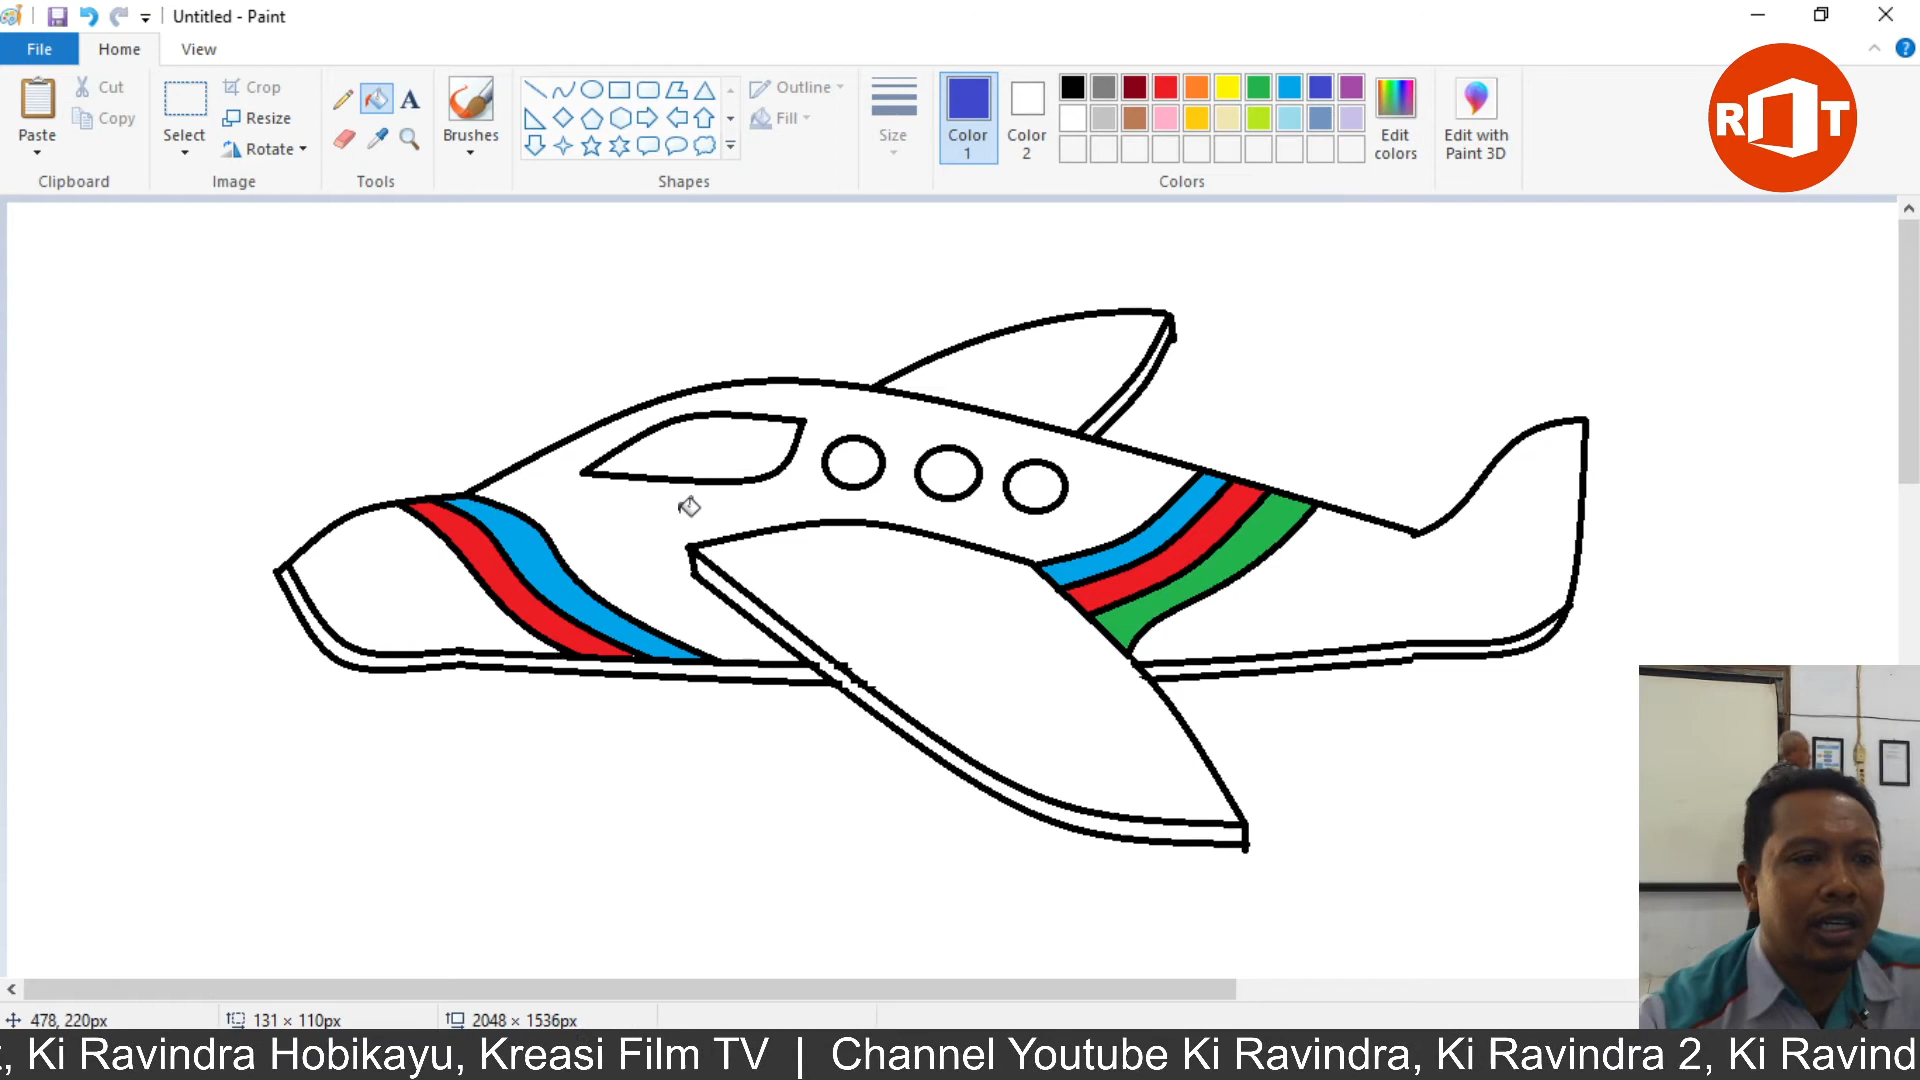 Untitled - Paint
File Home View
Paste
Cut
Copy
Clipboard
Select
Crop
Resize
Rotate
Image
A
Tools
Brushes
Shapes
Outline
Fill
Size
Color 1
Color 2
Edit colors
Colors
Edit with Paint 3D
?
R T
478, 220px
131 × 110px
2048 × 1536px
Ki Ravindra Hobikayu, Kreasi Film TV | Channel Youtube Ki Ravindra, Ki Ravindra 2, Ki Ravind